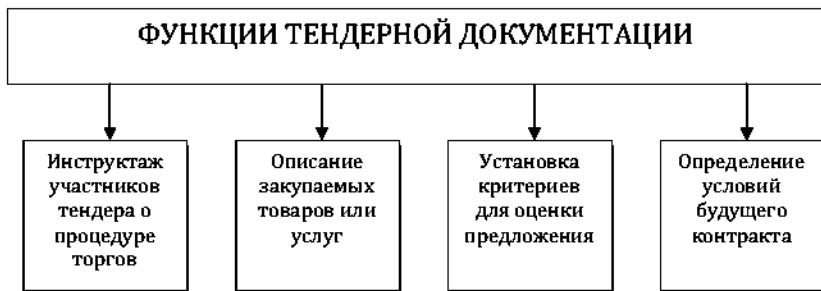 ФУНКЦИИ ТЕНДЕРНОЙ ДОКУМЕНТАЦИИ
Инструктаж
участников
тендера о
процедуре
торгов
Описание
закупаемых
товаров или
услуг
Установка
критериев
для оценки
предложения
Определение
условий
будущего
контракта